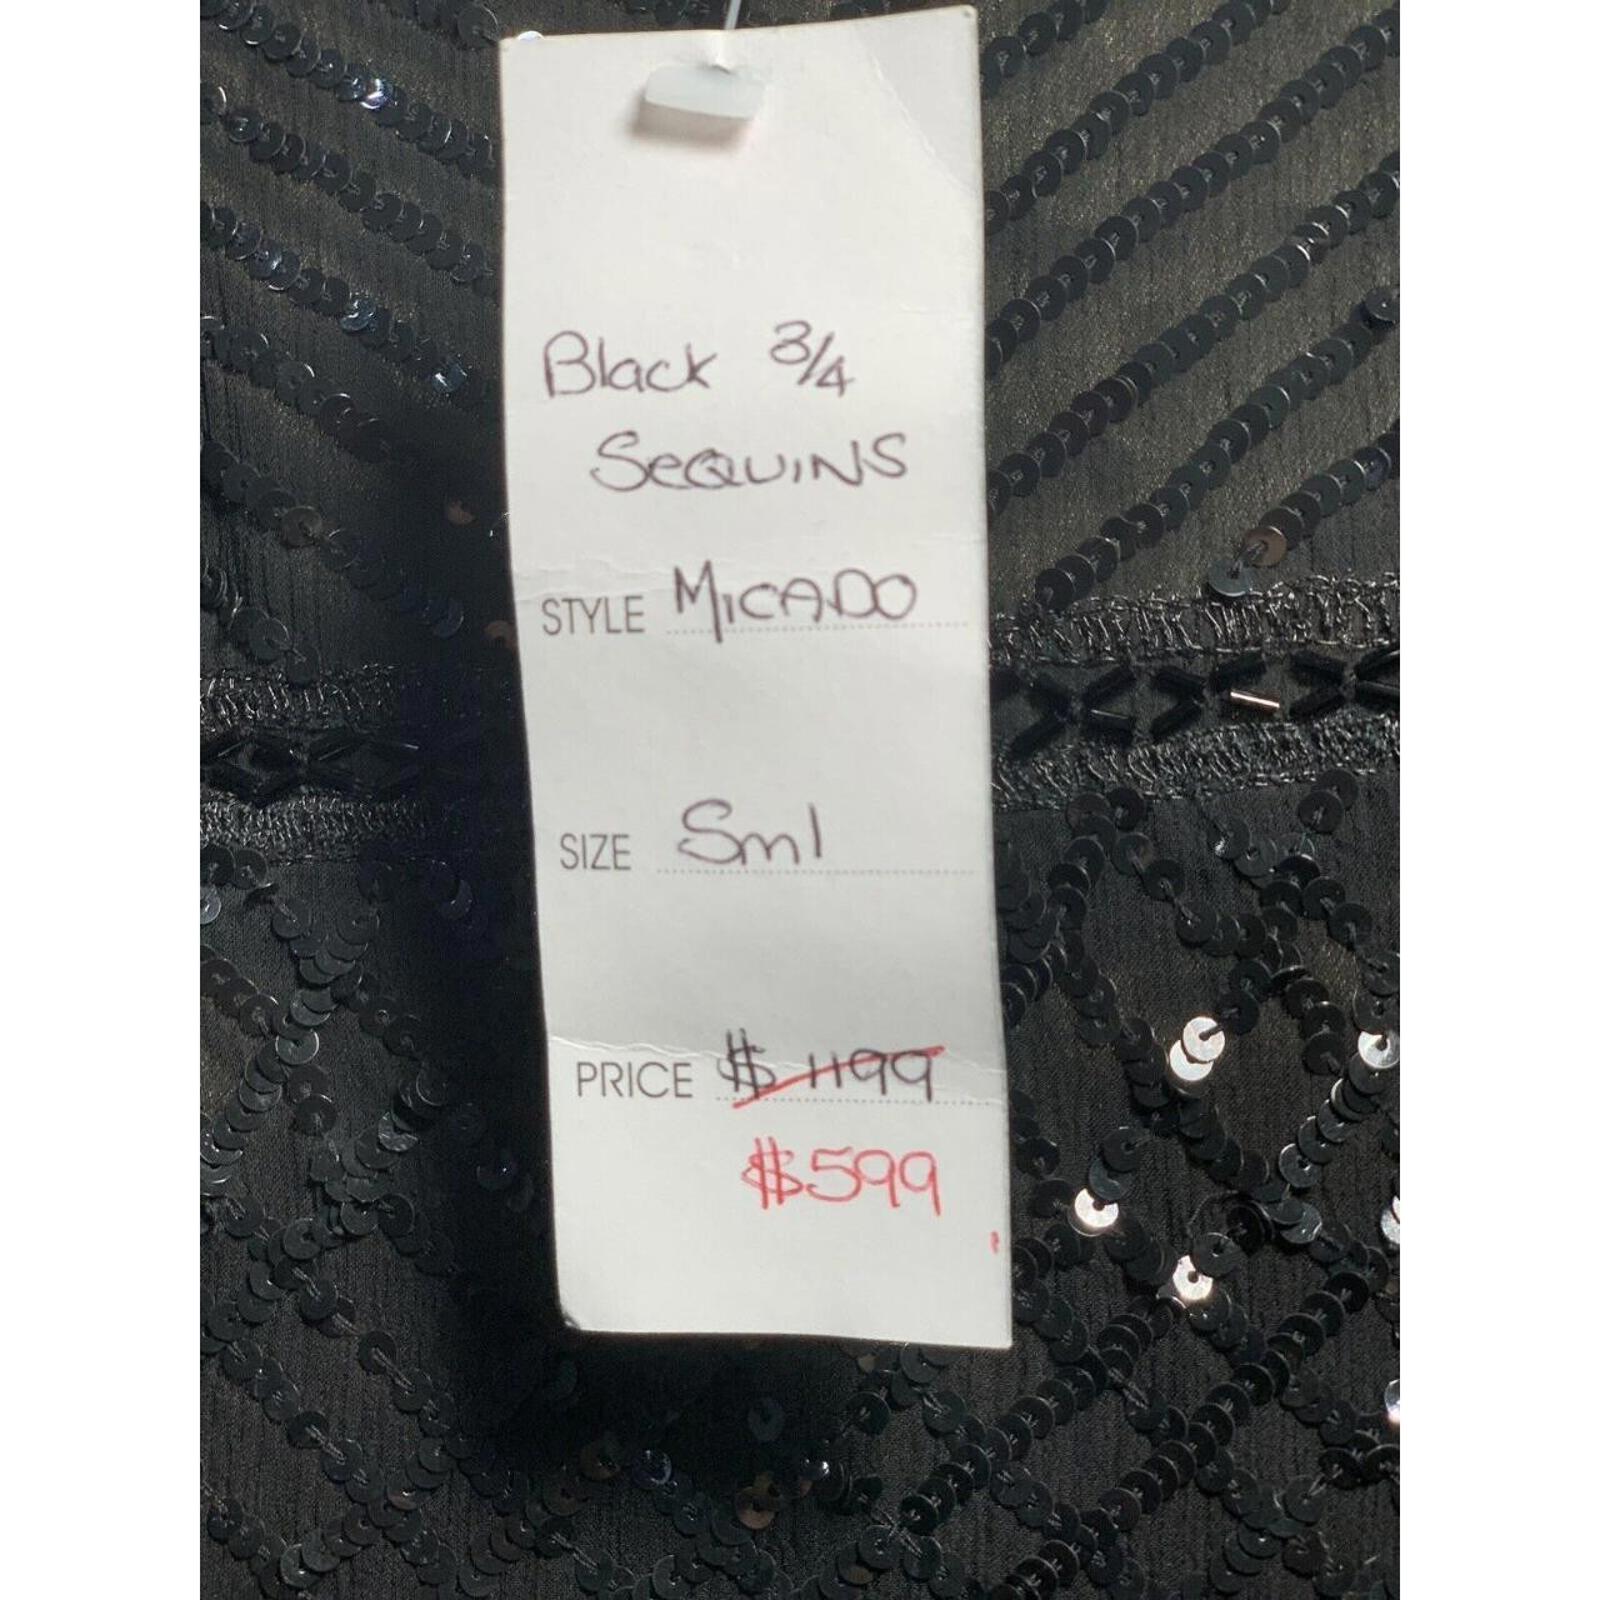 Black 3/4
SeQUINS
STYLE MICADO
SIZE Sml
PRICE $1199
$599